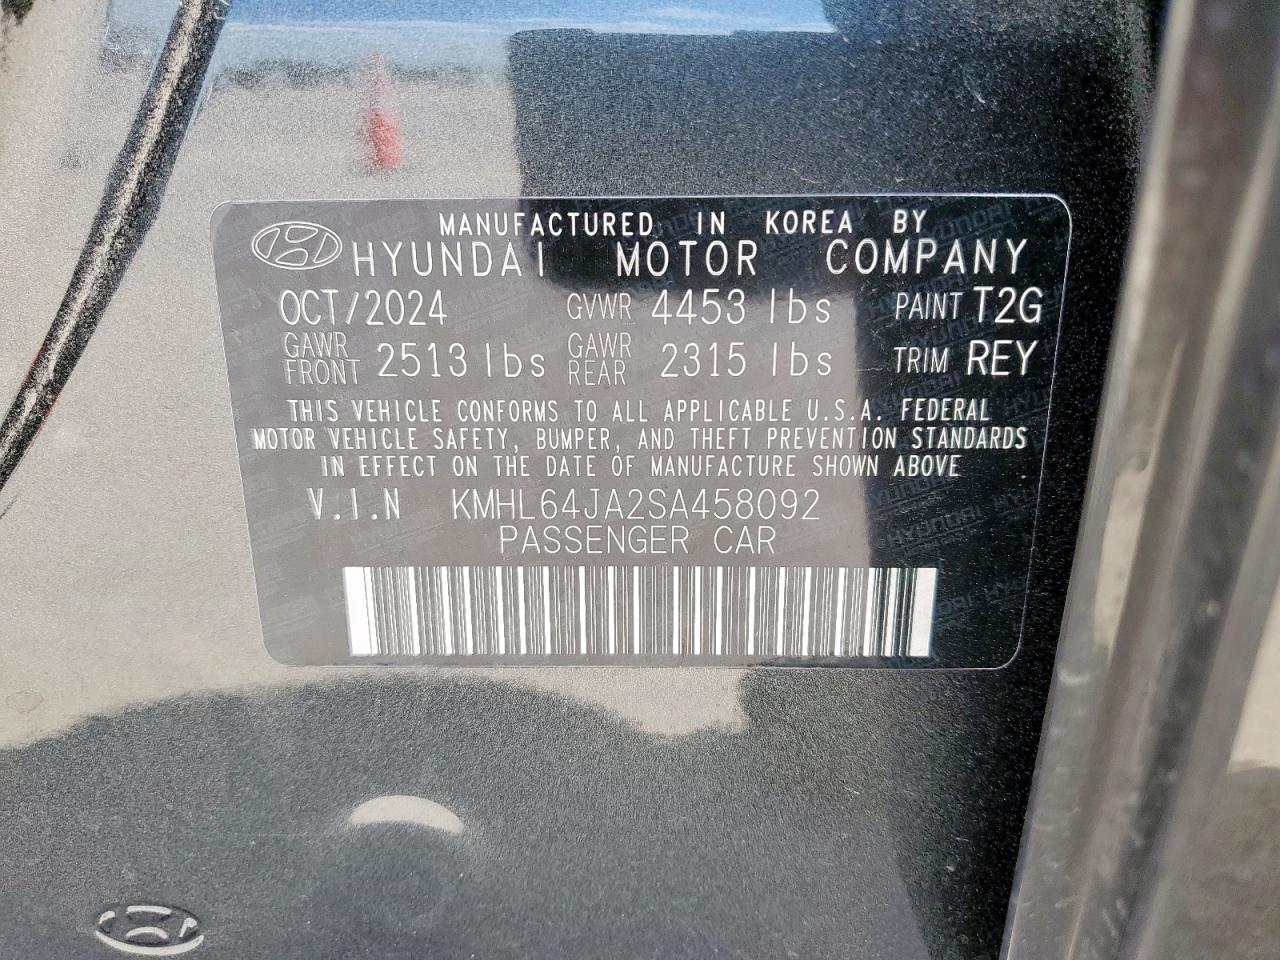 MANUFACTURED IN KOREA BY
HYUNDAI MOTOR COMPANY
OCT/2024 GVWR 4453 lbs PAINT T2G
GAWR FRONT 2513 lbs GAWR REAR 2315 lbs TRIM REY
THIS VEHICLE CONFORMS TO ALL APPLICABLE U.S.A. FEDERAL
MOTOR VEHICLE SAFETY, BUMPER, AND THEFT PREVENTION STANDARDS
IN EFFECT ON THE DATE OF MANUFACTURE SHOWN ABOVE
V.I.N KMHL64JA2SA458092
PASSENGER CAR